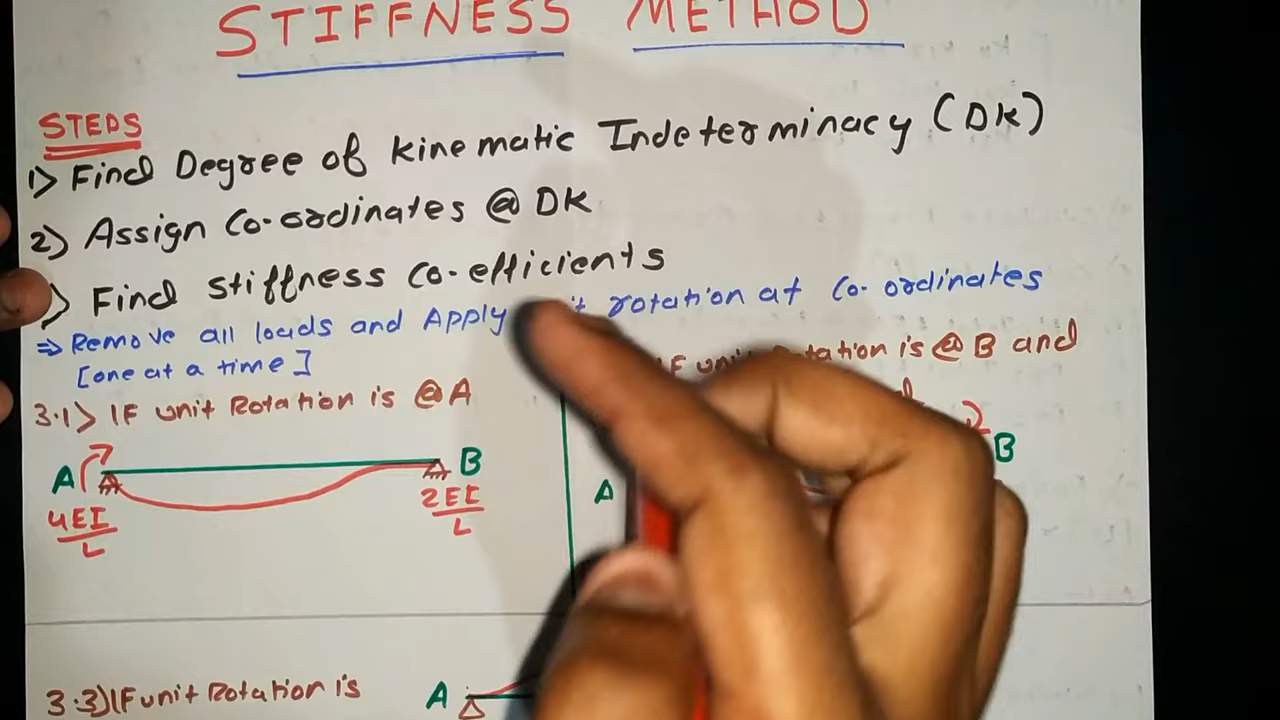 STIFFNESS METHOD
STEPS
1) Find Degree of kinematic Indeterminacy (DK)
2) Assign Co-ordinates @ DK
) Find stiffness co-efficients
⇒ Remove all loads and Apply rotation at co-ordinates
[one at a time]
3.1) IF unit Rotation is @ A
A
B
4EI
L
2EI
L
is @ B and
A
B
3.3) IF unit Rotation is
A